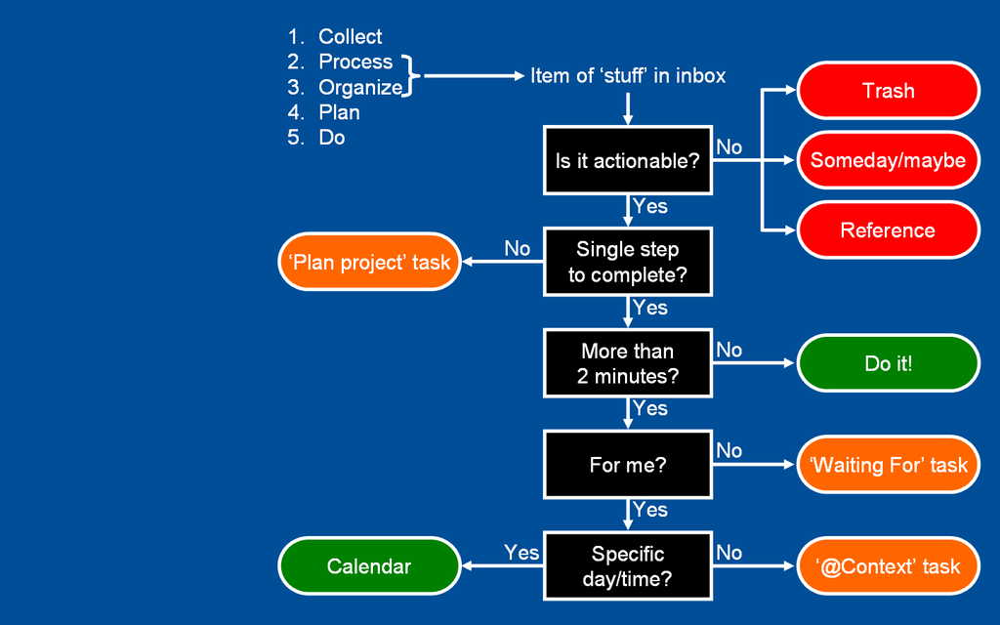 1. Collect
2. Process
3. Organize
4. Plan
5. Do
Item of ‘stuff’ in inbox
Trash
Is it actionable?
No
Someday/maybe
Reference
Yes
‘Plan project’ task
No
Single step
to complete?
Yes
More than
2 minutes?
No
Do it!
Yes
For me?
No
‘Waiting For’ task
Yes
Calendar
Yes
Specific
day/time?
No
‘@Context’ task